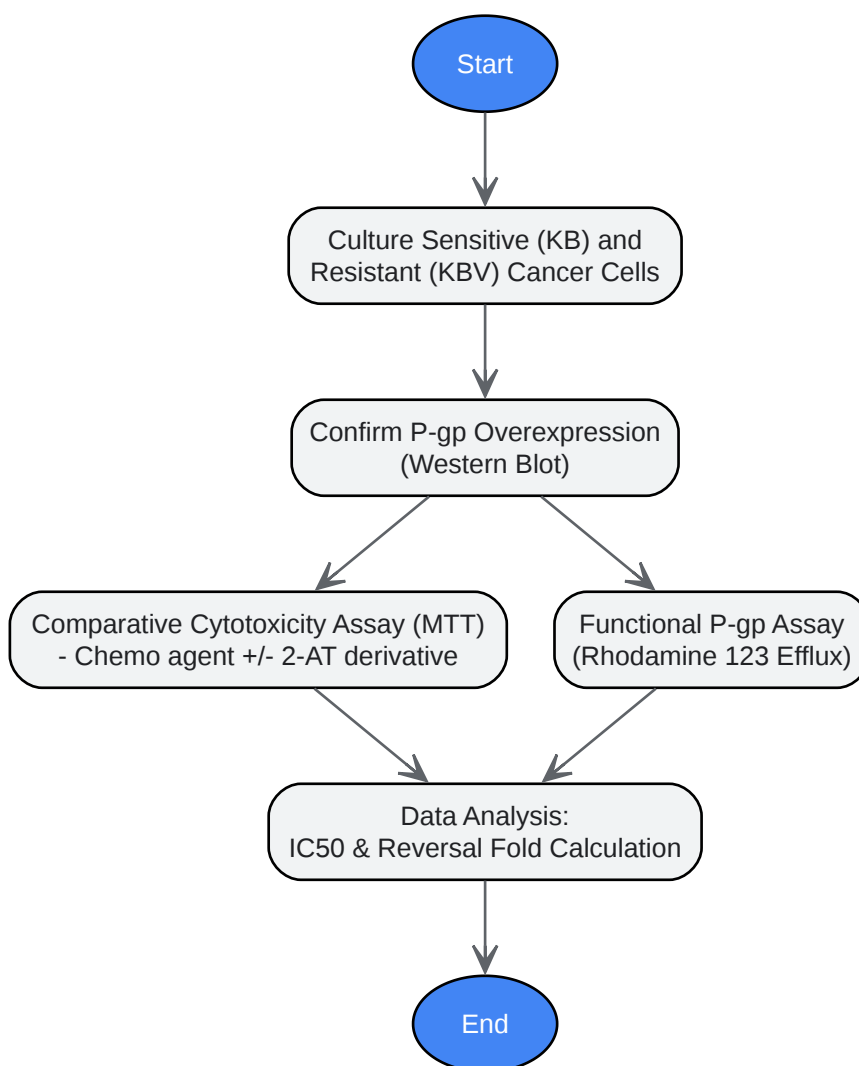 Start
Culture Sensitive (KB) and
Resistant (KBV) Cancer Cells
Confirm P-gp Overexpression
(Western Blot)
Comparative Cytotoxicity Assay (MTT)
- Chemo agent +/- 2-AT derivative
Functional P-gp Assay
(Rhodamine 123 Efflux)
Data Analysis:
IC50 & Reversal Fold Calculation
End